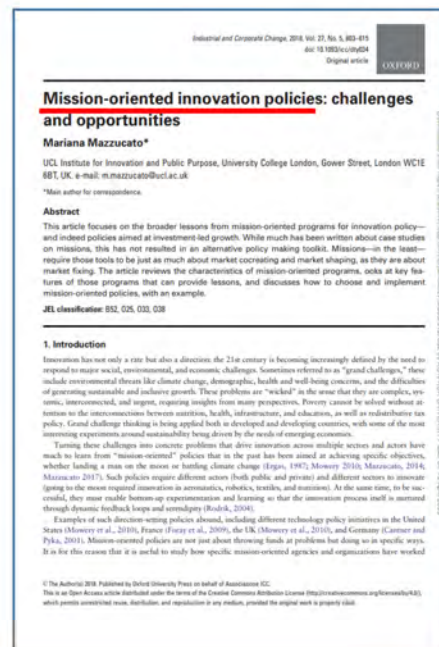 Industrial and Corporate Change, 2018, Vol. 27, No. 5, 803–815
doi: 10.1093/icc/dty034
Original article
OXFORD
Mission-oriented innovation policies: challenges
and opportunities
Mariana Mazzucato*
UCL Institute for Innovation and Public Purpose, University College London, Gower Street, London WC1E
6BT, UK. e-mail: m.mazzucato@ucl.ac.uk
*Main author for correspondence.
Abstract
This article focuses on the broader lessons from mission-oriented programs for innovation policy—
and indeed policies aimed at investment-led growth. While much has been written about case studies
on missions, this has not resulted in an alternative policy making toolkit. Missions—in the least—
require those tools to be just as much about market cocreating and market shaping, as they are about
market fixing. The article reviews the characteristics of mission-oriented programs, ooks at key fea-
tures of those programs that can provide lessons, and discusses how to choose and implement
mission-oriented policies, with an example.
JEL classification: B52, O25, O33, O38
1. Introduction
Innovation has not only a rate but also a direction: the 21st century is becoming increasingly defined by the need to
respond to major social, environmental, and economic challenges. Sometimes referred to as "grand challenges," these
include environmental threats like climate change, demographic, health and well-being concerns, and the difficulties
of generating sustainable and inclusive growth. These problems are "wicked" in the sense that they are complex, sys-
temic, interconnected, and urgent, requiring insights from many perspectives. Poverty cannot be solved without at-
tention to the interconnections between nutrition, health, infrastructure, and education, as well as redistributive tax
policy. Grand challenge thinking is being applied both in developed and developing countries, with some of the most
interesting experiments around sustainability being driven by the needs of emerging economies.
Turning these challenges into concrete problems that drive innovation across multiple sectors and actors have
much to learn from "mission-oriented" policies that in the past has been aimed at achieving specific objectives,
whether landing a man on the moon or battling climate change (Ergas, 1987; Mowery 2010; Mazzucato, 2014;
Mazzucato 2017). Such policies require different actors (both public and private) and different sectors to innovate
(going to the moon required innovation in aeronautics, robotics, textiles, and nutrition). At the same time, to be suc-
cessful, they must enable bottom-up experimentation and learning so that the innovation process itself is nurtured
through dynamic feedback loops and serendipity (Rodrik, 2004).
Examples of such direction-setting policies abound, including different technology policy initiatives in the United
States (Mowery et al., 2010), France (Foray et al., 2009), the UK (Mowery et al., 2010), and Germany (Cantner and
Pyka, 2001). Mission-oriented policies are not just about throwing funds at problems but doing so in specific ways.
It is for this reason that it is useful to study how specific mission-oriented agencies and organizations have worked
© The Author(s) 2018. Published by Oxford University Press on behalf of Associazione ICC.
This is an Open Access article distributed under the terms of the Creative Commons Attribution License (http://creativecommons.org/licenses/by/4.0/),
which permits unrestricted reuse, distribution, and reproduction in any medium, provided the original work is properly cited.